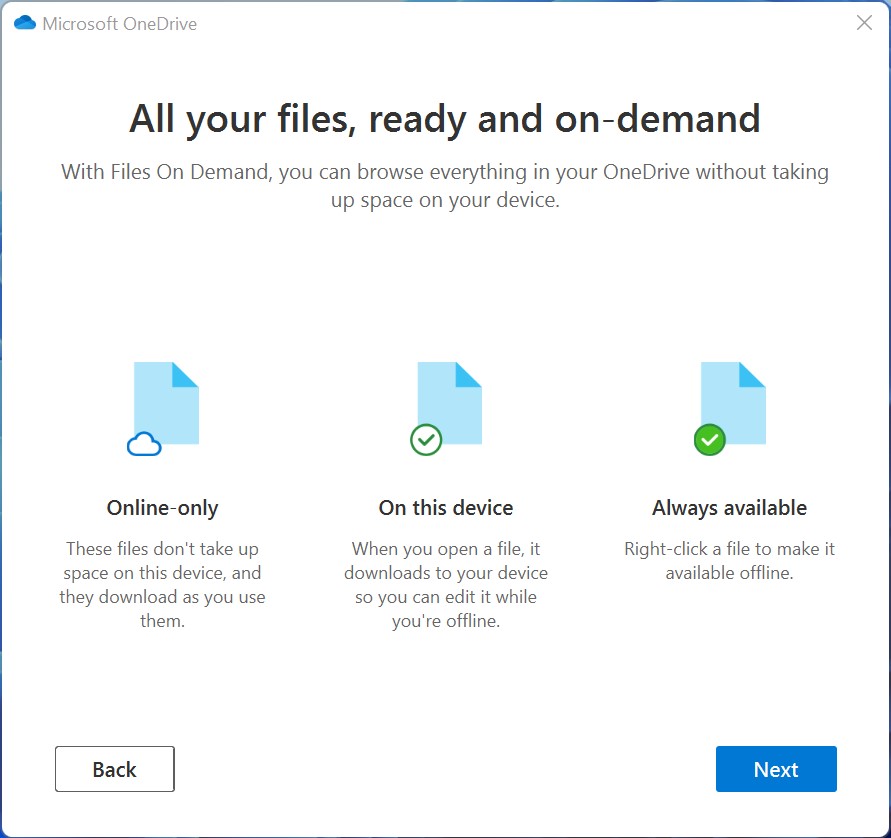 Microsoft OneDrive
All your files, ready and on-demand
With Files On Demand, you can browse everything in your OneDrive without taking
up space on your device.
Online-only
These files don't take up
space on this device, and
they download as you use
them.
On this device
When you open a file, it
downloads to your device
so you can edit it while
you're offline.
Always available
Right-click a file to make it
available offline.
Back
Next